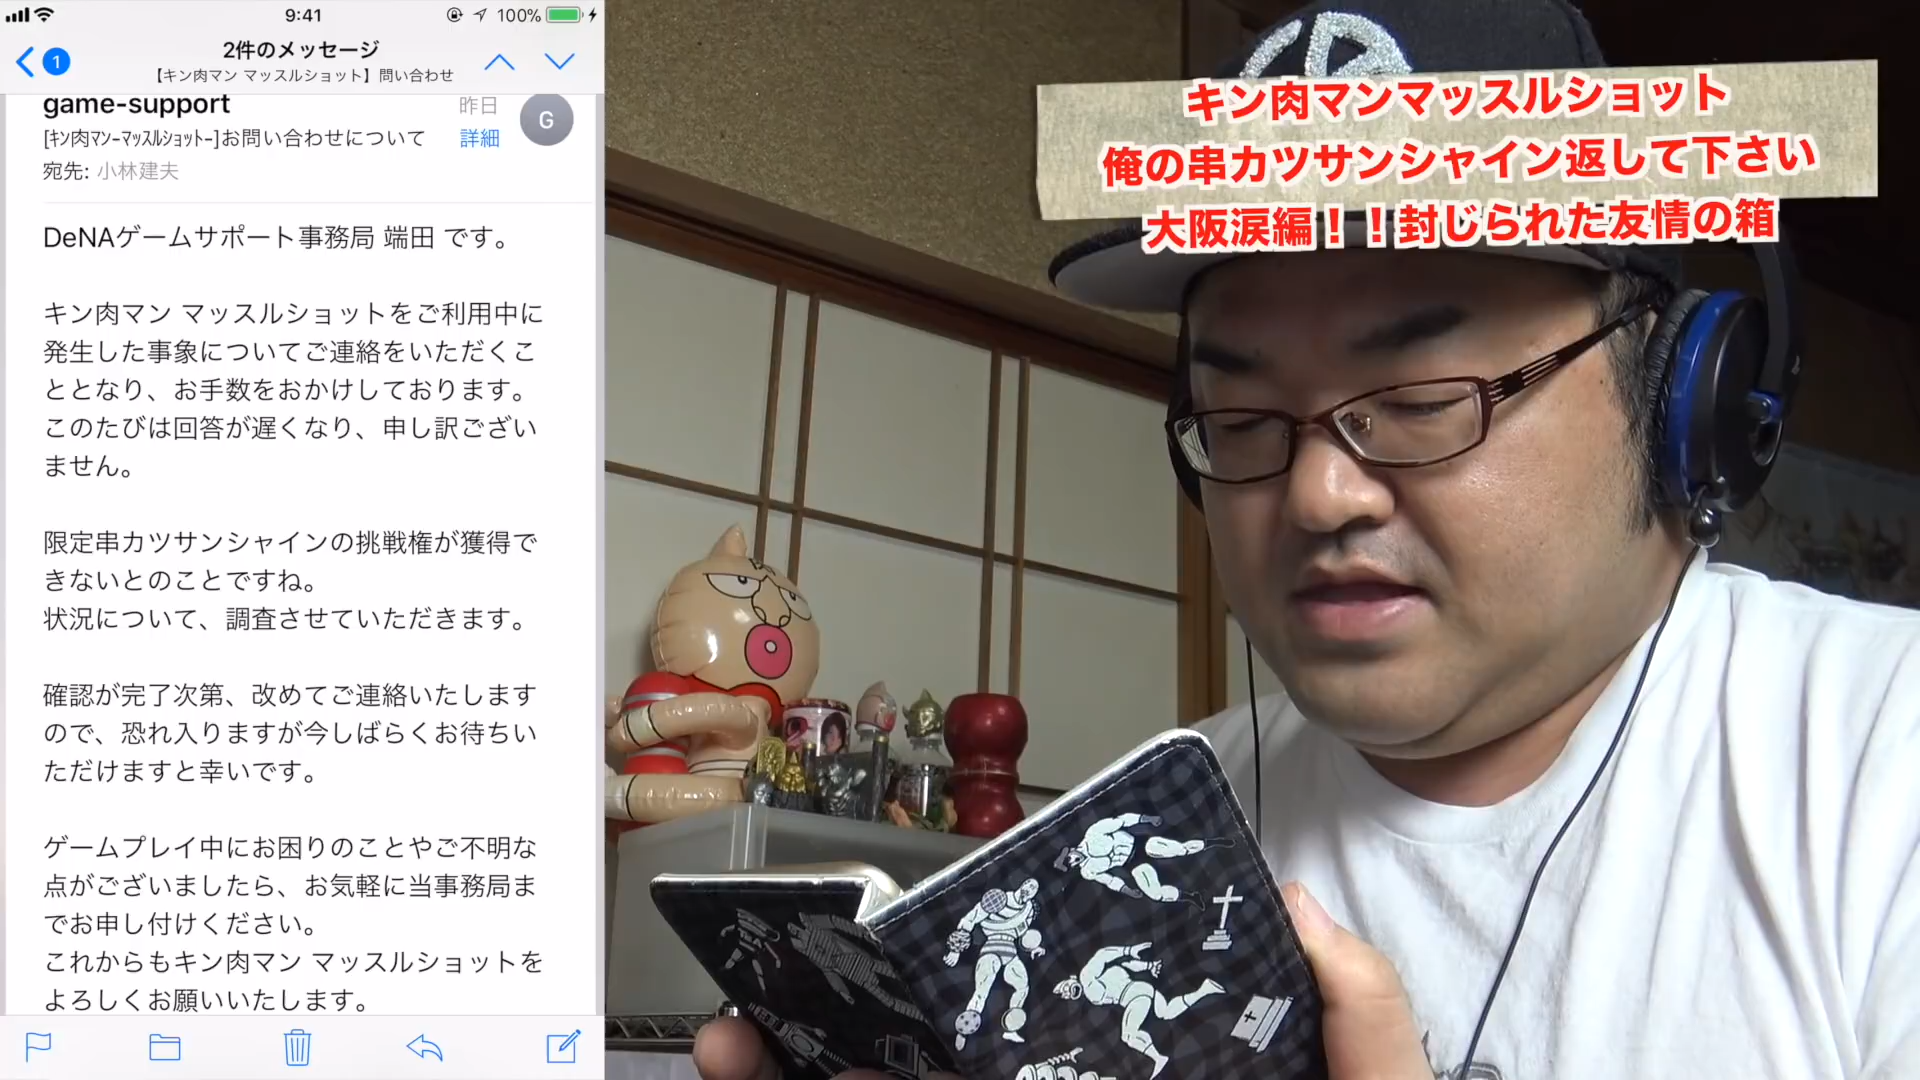 9:41
100%
1
2件のメッセージ
【キン肉マン マッスルショット】問い合わせ
game-support
昨日
G
[ｷﾝ肉ﾏﾝ-ﾏｯｽﾙｼｮｯﾄ-]お問い合わせについて
詳細
宛先: 小林建夫
DeNAゲームサポート事務局 端田 です。
キン肉マン マッスルショットをご利用中に
発生した事象についてご連絡をいただくこ
ととなり、お手数をおかけしております。
このたびは回答が遅くなり、申し訳ござい
ません。
限定串カツサンシャインの挑戦権が獲得で
きないとのことですね。
状況について、調査させていただきます。
確認が完了次第、改めてご連絡いたします
ので、恐れ入りますが今しばらくお待ちい
ただけますと幸いです。
ゲームプレイ中にお困りのことやご不明な
点がございましたら、お気軽に当事務局ま
でお申し付けください。
これからもキン肉マン マッスルショットを
よろしくお願いいたします。
キン肉マンマッスルショット
俺の串カツサンシャイン返して下さい
大阪涙編！！封じられた友情の箱